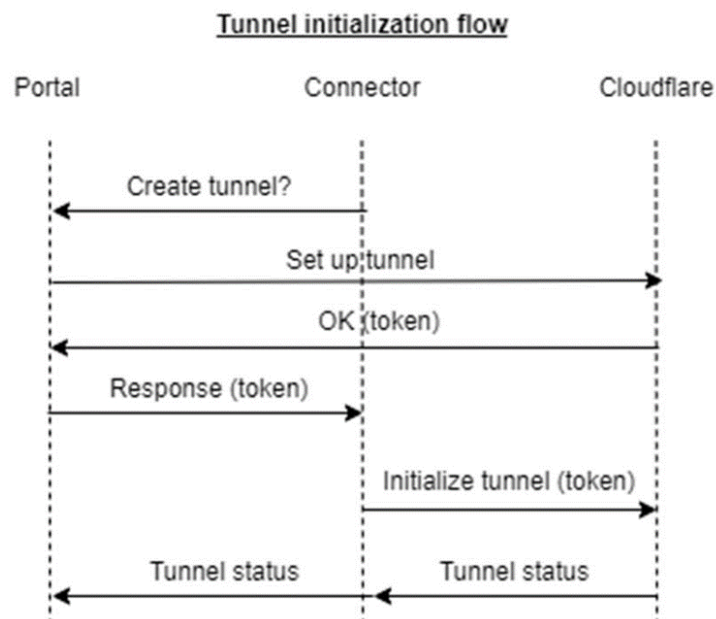 Tunnel initialization flow
Portal Connector Cloudflare
Create tunnel?
Set up tunnel
OK (token)
Response (token)
Initialize tunnel (token)
Tunnel status Tunnel status